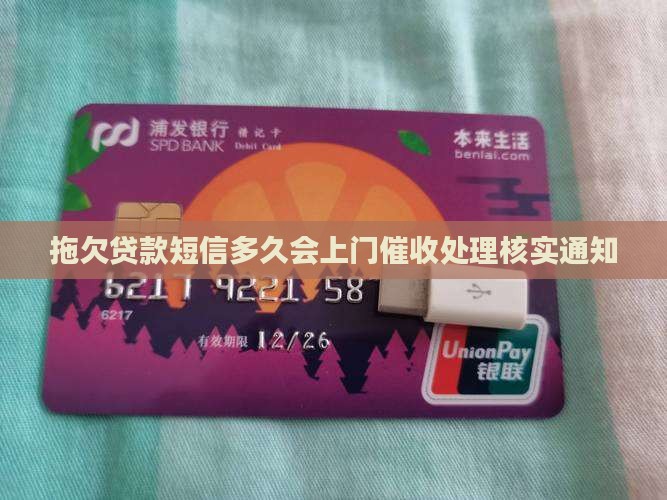 浦发银行 借记卡
SPD BANK Debit Card
本来生活
benlai.com
拖欠贷款短信多久会上门催收处理核实通知
6217 9221 58
6217
有效期限 12/26
UnionPay
银联